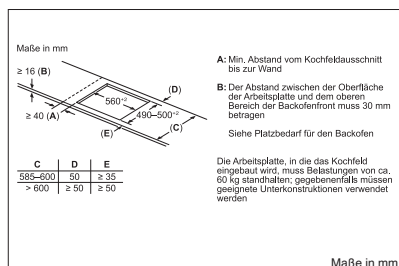 Maße in mm
≥ 16 (B)
(D)
560⁺²
490–500⁺²
≥ 40 (A)
(C)
(E)
C D E
585–600 50 ≥ 35
> 600 ≥ 50 ≥ 50
A: Min. Abstand vom Kochfeldausschnitt
bis zur Wand
B: Der Abstand zwischen der Oberfläche
der Arbeitsplatte und dem oberen
Bereich der Backofenfront muss 30 mm
betragen
Siehe Platzbedarf für den Backofen
Die Arbeitsplatte, in die das Kochfeld
eingebaut wird, muss Belastungen von ca.
60 kg standhalten; gegebenenfalls müssen
geeignete Unterkonstruktionen verwendet
werden
Maße in mm